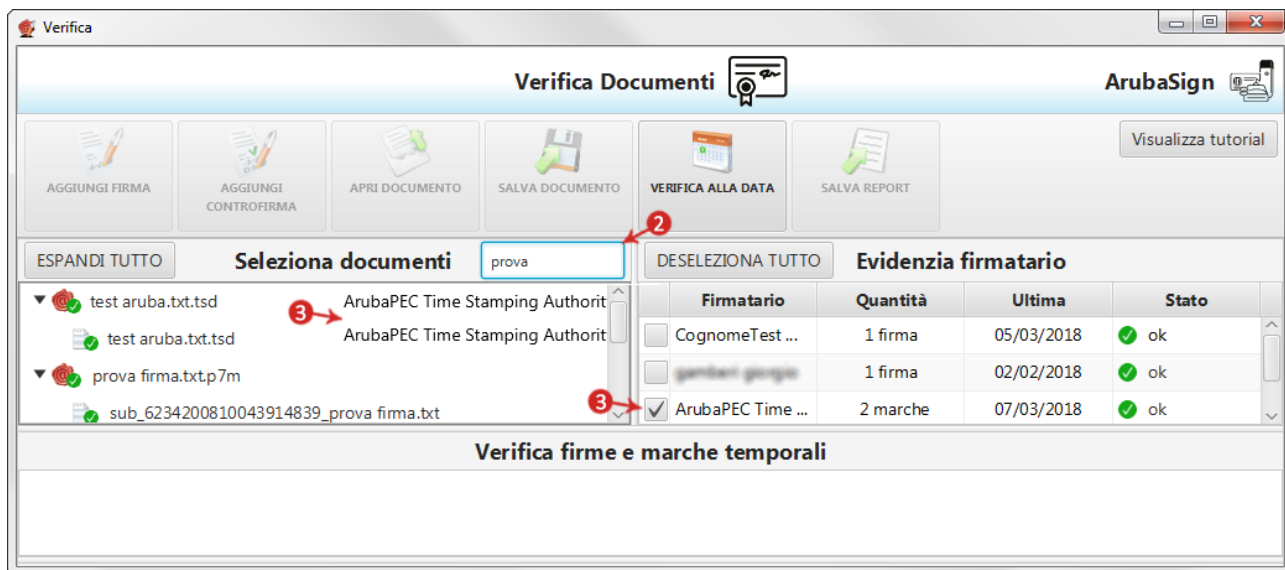 Verifica
Verifica Documenti
ArubaSign
AGGIUNGI FIRMA
AGGIUNGI
CONTROFIRMA
APRI DOCUMENTO
SALVA DOCUMENTO
VERIFICA ALLA DATA
SALVA REPORT
Visualizza tutorial
2
ESPANDI TUTTO Seleziona documenti prova
DESELEZIONA TUTTO Evidenzia firmatario
test aruba.txt.tsd ArubaPEC Time Stamping Authorit
3
test aruba.txt.tsd ArubaPEC Time Stamping Authorit
prova firma.txt.p7m
sub_6234200810043914839_prova firma.txt
Firmatario Quantità Ultima Stato
CognomeTest ... 1 firma 05/03/2018 ok
1 firma 02/02/2018 ok
3 ArubaPEC Time ... 2 marche 07/03/2018 ok
Verifica firme e marche temporali